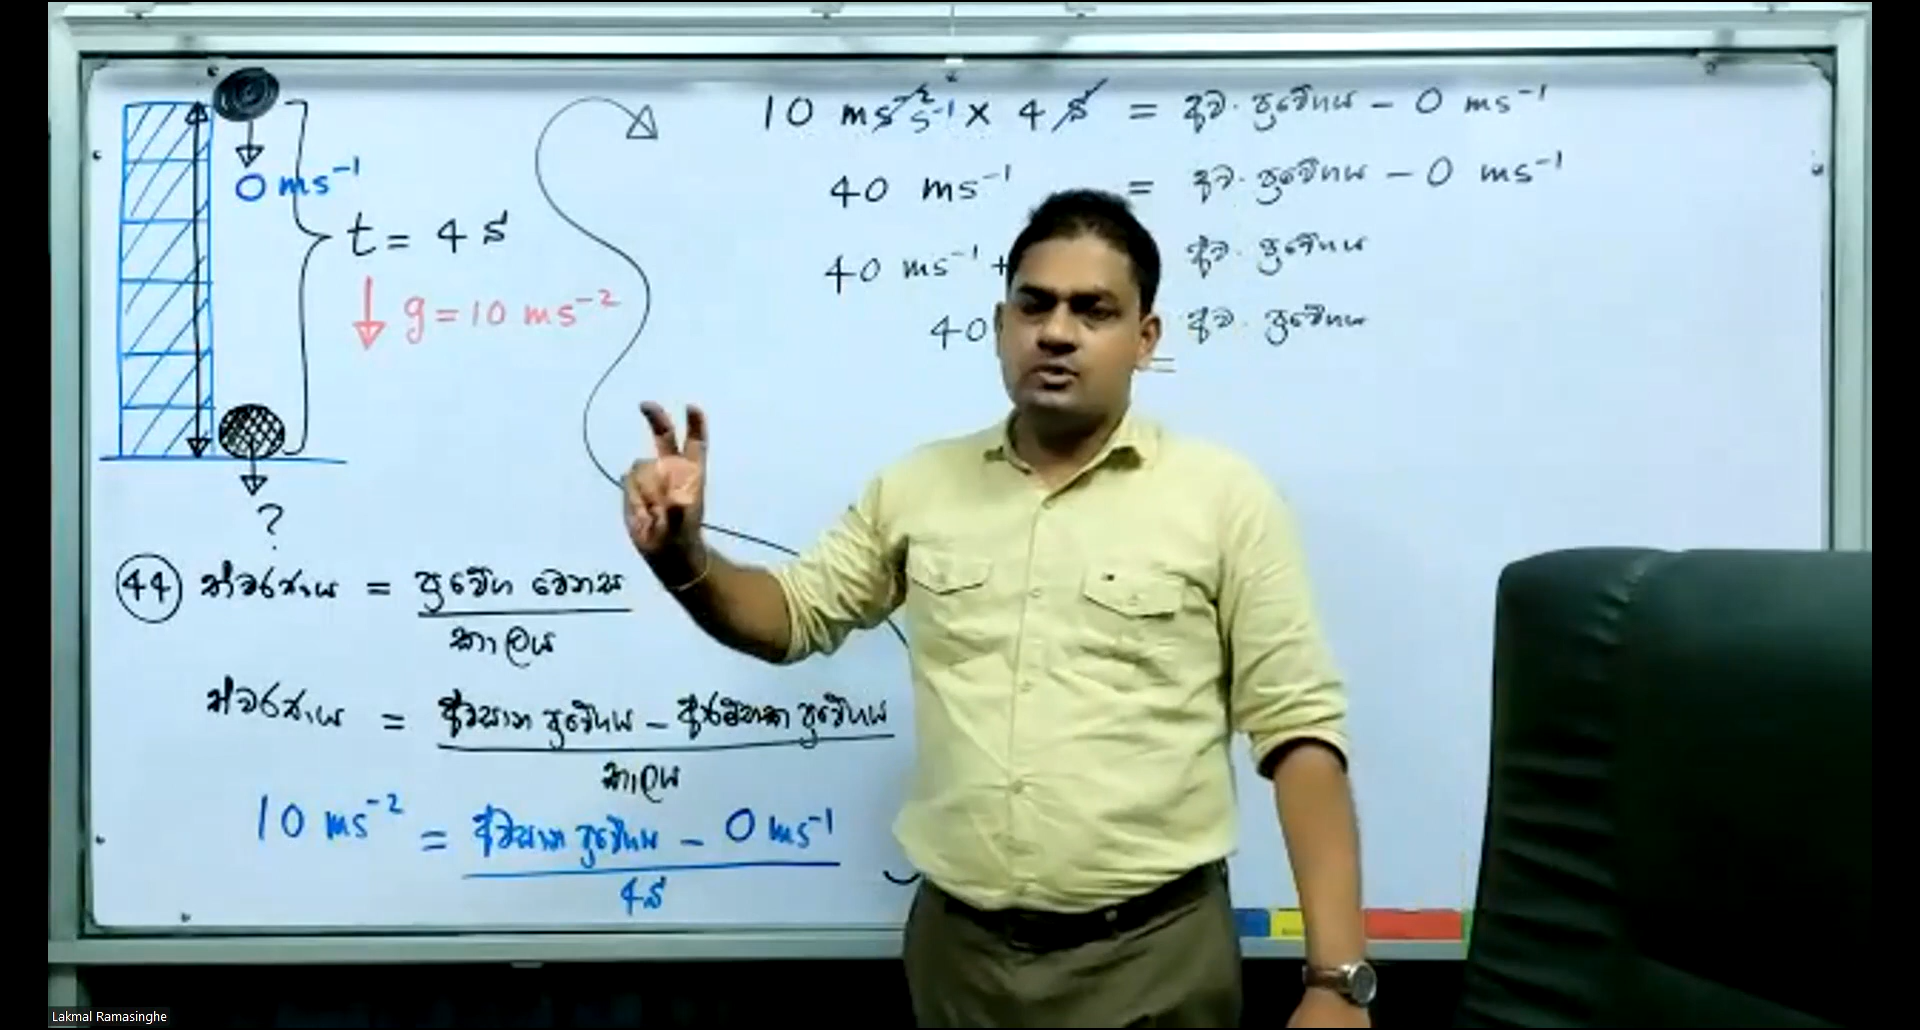 0 ms⁻¹
t = 4 s
g = 10 ms⁻²
?
44 ත්වරණය = ප්‍රවේග වෙනස
කාලය
ත්වරණය = අවසාන ප්‍රවේගය – ආරම්භක ප්‍රවේගය
කාලය
10 ms⁻² = අවසාන ප්‍රවේගය – 0 ms⁻¹
4s
10 ms⁻² s⁻¹ × 4 s = අව. ප්‍රවේගය – 0 ms⁻¹
40 ms⁻¹ = අව. ප්‍රවේගය – 0 ms⁻¹
40 ms⁻¹ + අව. ප්‍රවේගය
40 අව. ප්‍රවේගය
=
Lakmal Ramasinghe